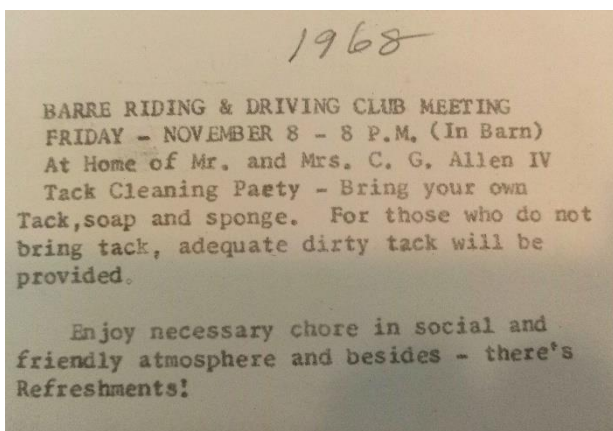 1968
BARRE RIDING & DRIVING CLUB MEETING
FRIDAY - NOVEMBER 8 - 8 P.M. (In Barn)
At Home of Mr. and Mrs. C. G. Allen IV
Tack Cleaning Paety - Bring your own
Tack,soap and sponge. For those who do not
bring tack, adequate dirty tack will be
provided.
Enjoy necessary chore in social and
friendly atmosphere and besides - there's
Refreshments!